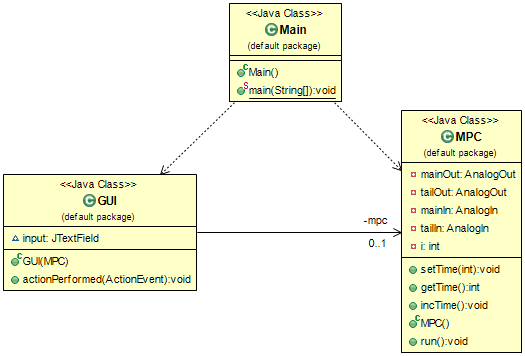 <<Java Class>>
C Main
(default package)
C Main()
S main(String[]):void
<<Java Class>>
C MPC
(default package)
mainOut: AnalogOut
tailOut: AnalogOut
mainIn: AnalogIn
tailIn: AnalogIn
i: int
setTime(int):void
getTime():int
incTime():void
C MPC()
run():void
<<Java Class>>
C GUI
(default package)
input: JTextField
C GUI(MPC)
actionPerformed(ActionEvent):void
-mpc
0..1